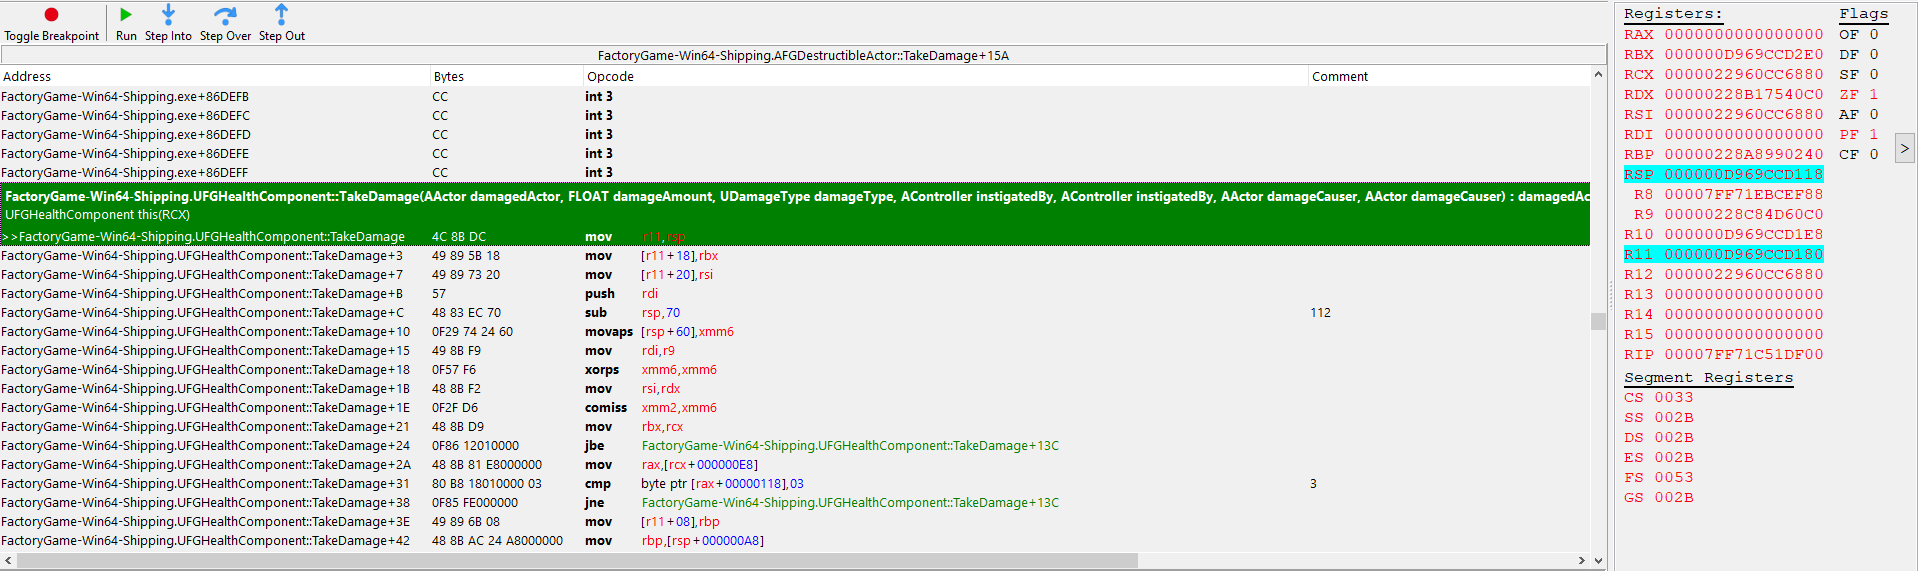 Toggle Breakpoint Run Step Into Step Over Step Out
FactoryGame-Win64-Shipping.AFGDestructibleActor::TakeDamage+15A
Address Bytes Opcode Comment
FactoryGame-Win64-Shipping.exe+86DEFB CC int 3
FactoryGame-Win64-Shipping.exe+86DEFC CC int 3
FactoryGame-Win64-Shipping.exe+86DEFD CC int 3
FactoryGame-Win64-Shipping.exe+86DEFE CC int 3
FactoryGame-Win64-Shipping.exe+86DEFF CC int 3
FactoryGame-Win64-Shipping.UFGHealthComponent::TakeDamage(AActor damagedActor, FLOAT damageAmount, UDamageType damageType, AController instigatedBy, AController instigatedBy, AActor damageCauser, AActor damageCauser) : damagedAc
UFGHealthComponent this(RCX)
>>FactoryGame-Win64-Shipping.UFGHealthComponent::TakeDamage 4C 8B DC mov r11,rsp
FactoryGame-Win64-Shipping.UFGHealthComponent::TakeDamage+3 49 89 5B 18 mov [r11+18],rbx
FactoryGame-Win64-Shipping.UFGHealthComponent::TakeDamage+7 49 89 73 20 mov [r11+20],rsi
FactoryGame-Win64-Shipping.UFGHealthComponent::TakeDamage+B 57 push rdi
FactoryGame-Win64-Shipping.UFGHealthComponent::TakeDamage+C 48 83 EC 70 sub rsp,70 112
FactoryGame-Win64-Shipping.UFGHealthComponent::TakeDamage+10 0F29 74 24 60 movaps [rsp+60],xmm6
FactoryGame-Win64-Shipping.UFGHealthComponent::TakeDamage+15 49 8B F9 mov rdi,r9
FactoryGame-Win64-Shipping.UFGHealthComponent::TakeDamage+18 0F57 F6 xorps xmm6,xmm6
FactoryGame-Win64-Shipping.UFGHealthComponent::TakeDamage+1B 48 8B F2 mov rsi,rdx
FactoryGame-Win64-Shipping.UFGHealthComponent::TakeDamage+1E 0F2F D6 comiss xmm2,xmm6
FactoryGame-Win64-Shipping.UFGHealthComponent::TakeDamage+21 48 8B D9 mov rbx,rcx
FactoryGame-Win64-Shipping.UFGHealthComponent::TakeDamage+24 0F86 12010000 jbe FactoryGame-Win64-Shipping.UFGHealthComponent::TakeDamage+13C
FactoryGame-Win64-Shipping.UFGHealthComponent::TakeDamage+2A 48 8B 81 E8000000 mov rax,[rcx+000000E8]
FactoryGame-Win64-Shipping.UFGHealthComponent::TakeDamage+31 80 B8 18010000 03 cmp byte ptr [rax+00000118],03 3
FactoryGame-Win64-Shipping.UFGHealthComponent::TakeDamage+38 0F85 FE000000 jne FactoryGame-Win64-Shipping.UFGHealthComponent::TakeDamage+13C
FactoryGame-Win64-Shipping.UFGHealthComponent::TakeDamage+3E 49 89 6B 08 mov [r11+08],rbp
FactoryGame-Win64-Shipping.UFGHealthComponent::TakeDamage+42 48 8B AC 24 A8000000 mov rbp,[rsp+000000A8]
Registers: Flags
RAX 0000000000000000 OF 0
RBX 000000D969CCD2E0 DF 0
RCX 0000022960CC6880 SF 0
RDX 00000228B17540C0 ZF 1
RSI 0000022960CC6880 AF 0
RDI 0000000000000000 PF 1
RBP 00000228A8990240 CF 0
RSP 000000D969CCD118
R8 00007FF71EBCEF88
R9 00000228C84D60C0
R10 000000D969CCD1E8
R11 000000D969CCD180
R12 0000022960CC6880
R13 0000000000000000
R14 0000000000000000
R15 0000000000000000
RIP 00007FF71C51DF00
Segment Registers
CS 0033
SS 002B
DS 002B
ES 002B
FS 0053
GS 002B
>